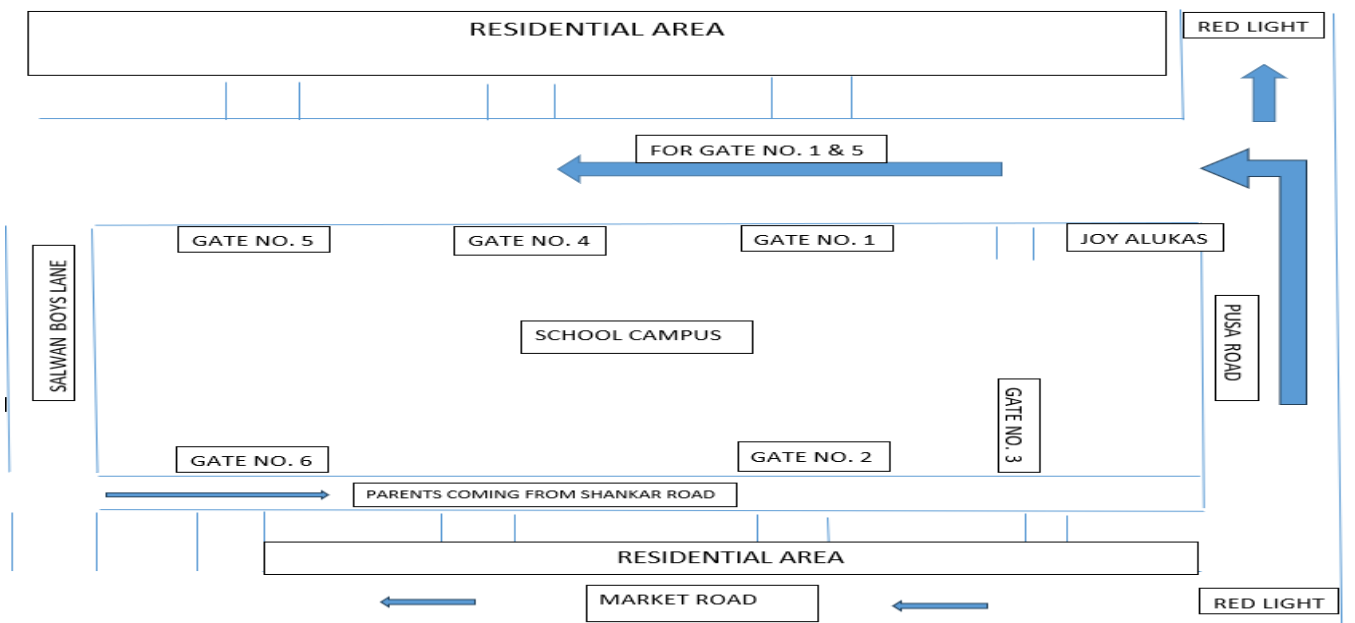 RESIDENTIAL AREA
RED LIGHT
FOR GATE NO. 1 & 5
GATE NO. 5
GATE NO. 4
GATE NO. 1
JOY ALUKAS
SALWAN BOYS LANE
SCHOOL CAMPUS
PUSA ROAD
GATE NO. 3
GATE NO. 6
GATE NO. 2
PARENTS COMING FROM SHANKAR ROAD
RESIDENTIAL AREA
MARKET ROAD
RED LIGHT